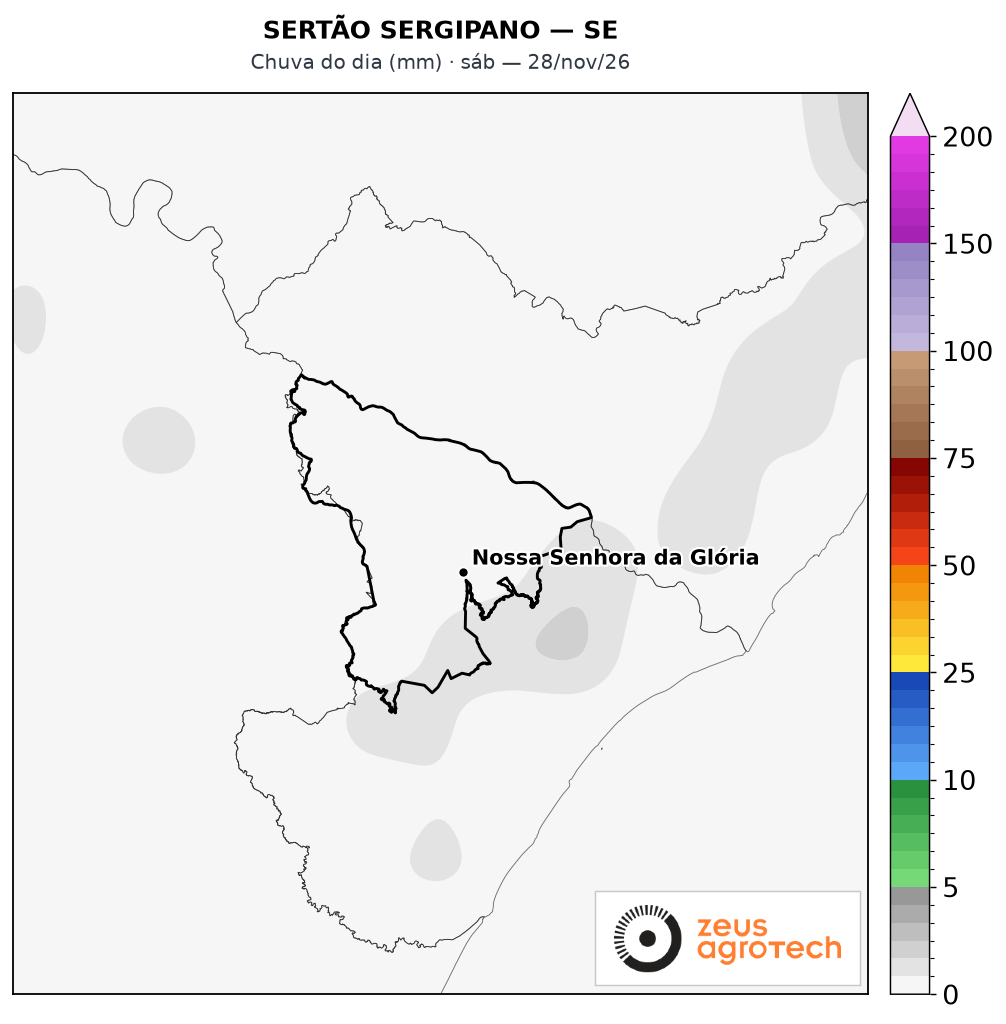 SERTÃO SERGIPANO — SE
Chuva do dia (mm) · sáb — 28/nov/26
200
150
100
75
50
25
10
5
0
Nossa Senhora da Glória
zeus
agrotech